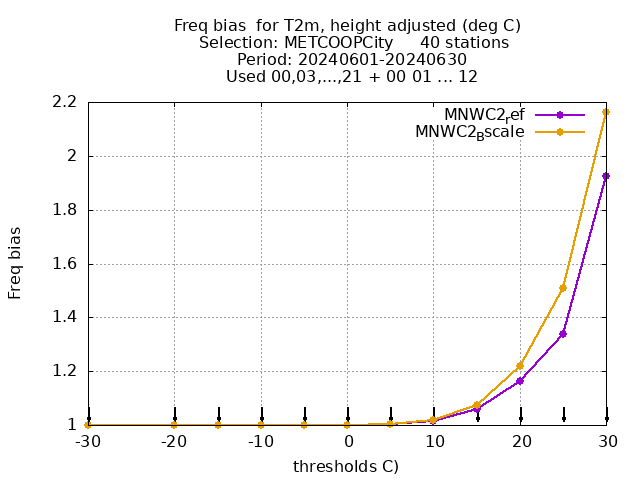 Freq bias  for T2m, height adjusted (deg C)
Selection: METCOOPCity     40 stations
Period: 20240601-20240630
Used 00,03,...,21 + 00 01 ... 12
MNWC2ref
MNWC2Bscale
Freq bias
2.2
2
1.8
1.6
1.4
1.2
1
-30 -20 -10 0 10 20 30
thresholds C)